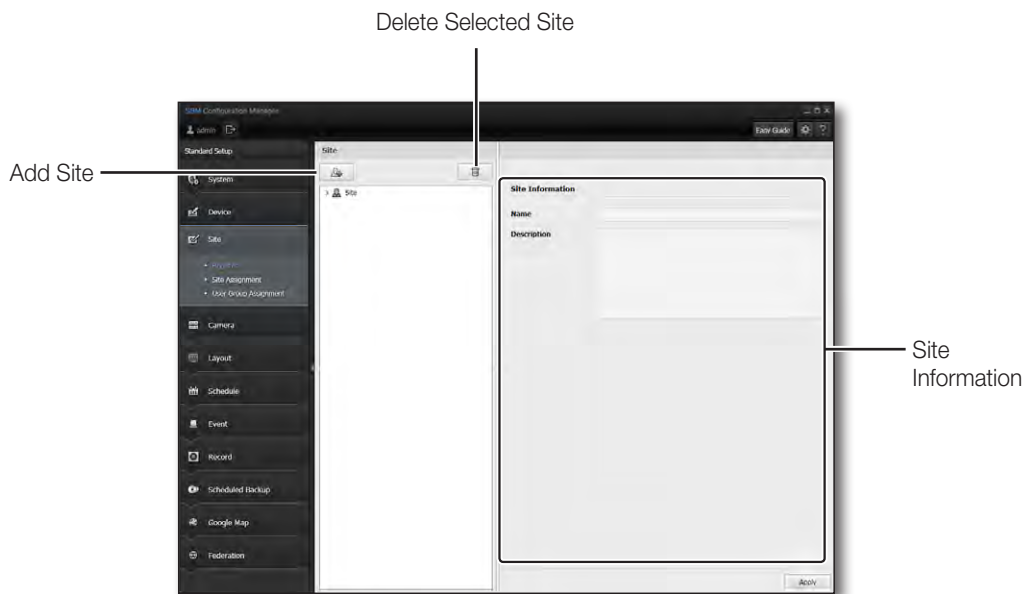 Delete Selected Site
SSM Configuration Manager
admin
Easy Guide
?
Standard Setup
Site
Add Site
System
Site
Site Information
Device
Name
Site
Description
Site Assignment
User Group Assignment
Camera
Layout
Site
Information
Schedule
Event
Record
Scheduled Backup
Google Map
Federation
Apply